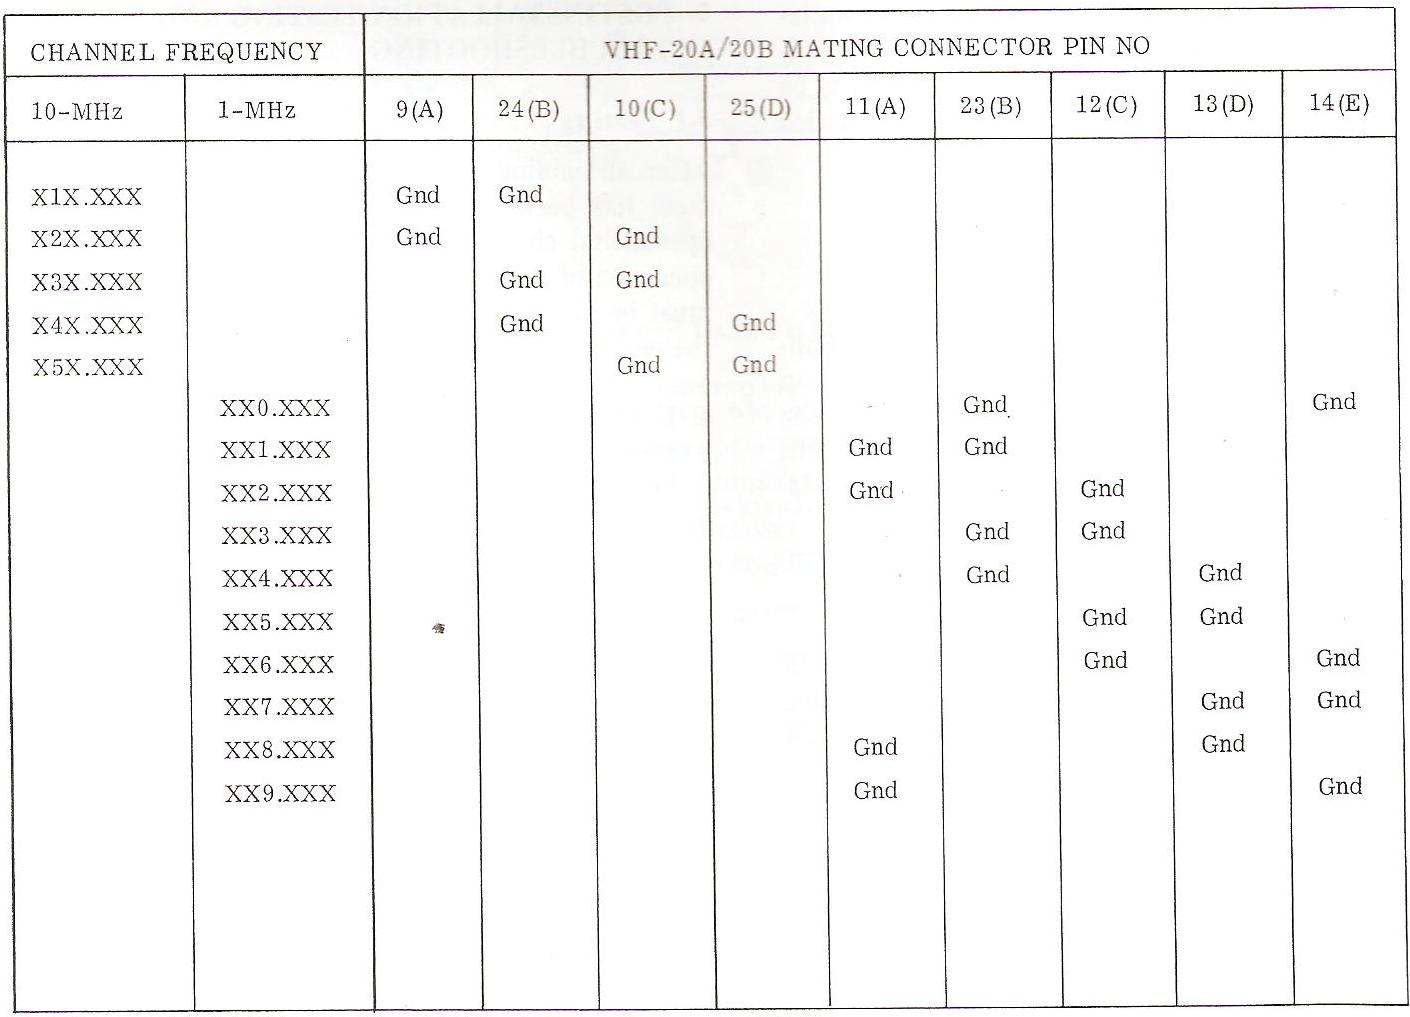 CHANNEL FREQUENCY VHF-20A/20B MATING CONNECTOR PIN NO
10-MHz 1-MHz 9(A) 24(B) 10(C) 25(D) 11(A) 23(B) 12(C) 13(D) 14(E)
X1X.XXX Gnd Gnd
X2X.XXX Gnd Gnd
X3X.XXX Gnd Gnd
X4X.XXX Gnd Gnd
X5X.XXX Gnd Gnd
XX0.XXX Gnd Gnd
XX1.XXX Gnd Gnd
XX2.XXX Gnd Gnd
XX3.XXX Gnd Gnd
XX4.XXX Gnd Gnd
XX5.XXX Gnd Gnd
XX6.XXX Gnd Gnd
XX7.XXX Gnd Gnd
XX8.XXX Gnd Gnd
XX9.XXX Gnd Gnd